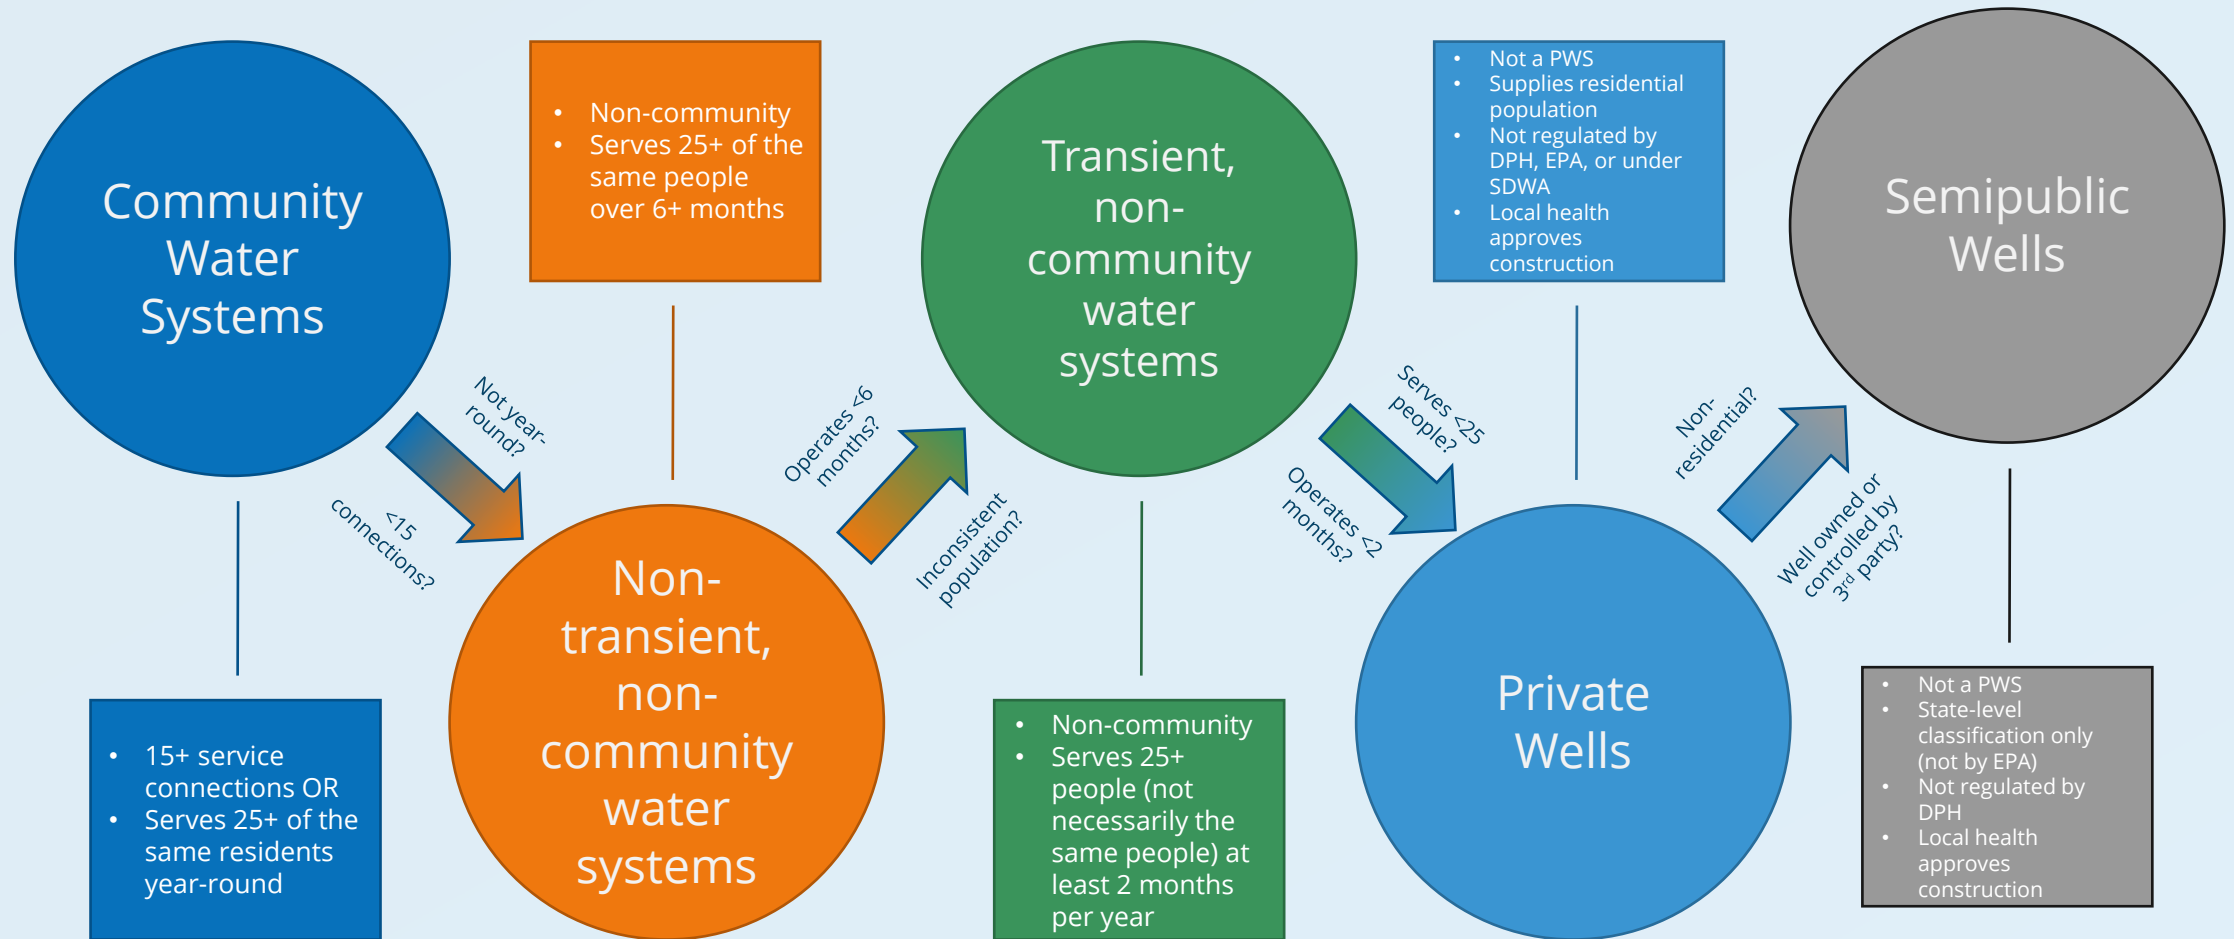 Community
Water
Systems
Not year-
round?
<15
connections?
• 15+ service
connections OR
• Serves 25+ of the
same residents
year-round
• Non-community
• Serves 25+ of the
same people
over 6+ months
Non-
transient,
non-
community
water
systems
Operates <6
months?
Inconsistent
population?
Transient,
non-
community
water
systems
• Non-community
• Serves 25+
people (not
necessarily the
same people) at
least 2 months
per year
Serves <25
people?
Operates <2
months?
• Not a PWS
• Supplies residential
population
• Not regulated by
DPH, EPA, or under
SDWA
• Local health
approves
construction
Private
Wells
Non-
residential?
Well owned or
controlled by
3rd party?
Semipublic
Wells
• Not a PWS
• State-level
classification only
(not by EPA)
• Not regulated by
DPH
• Local health
approves
construction